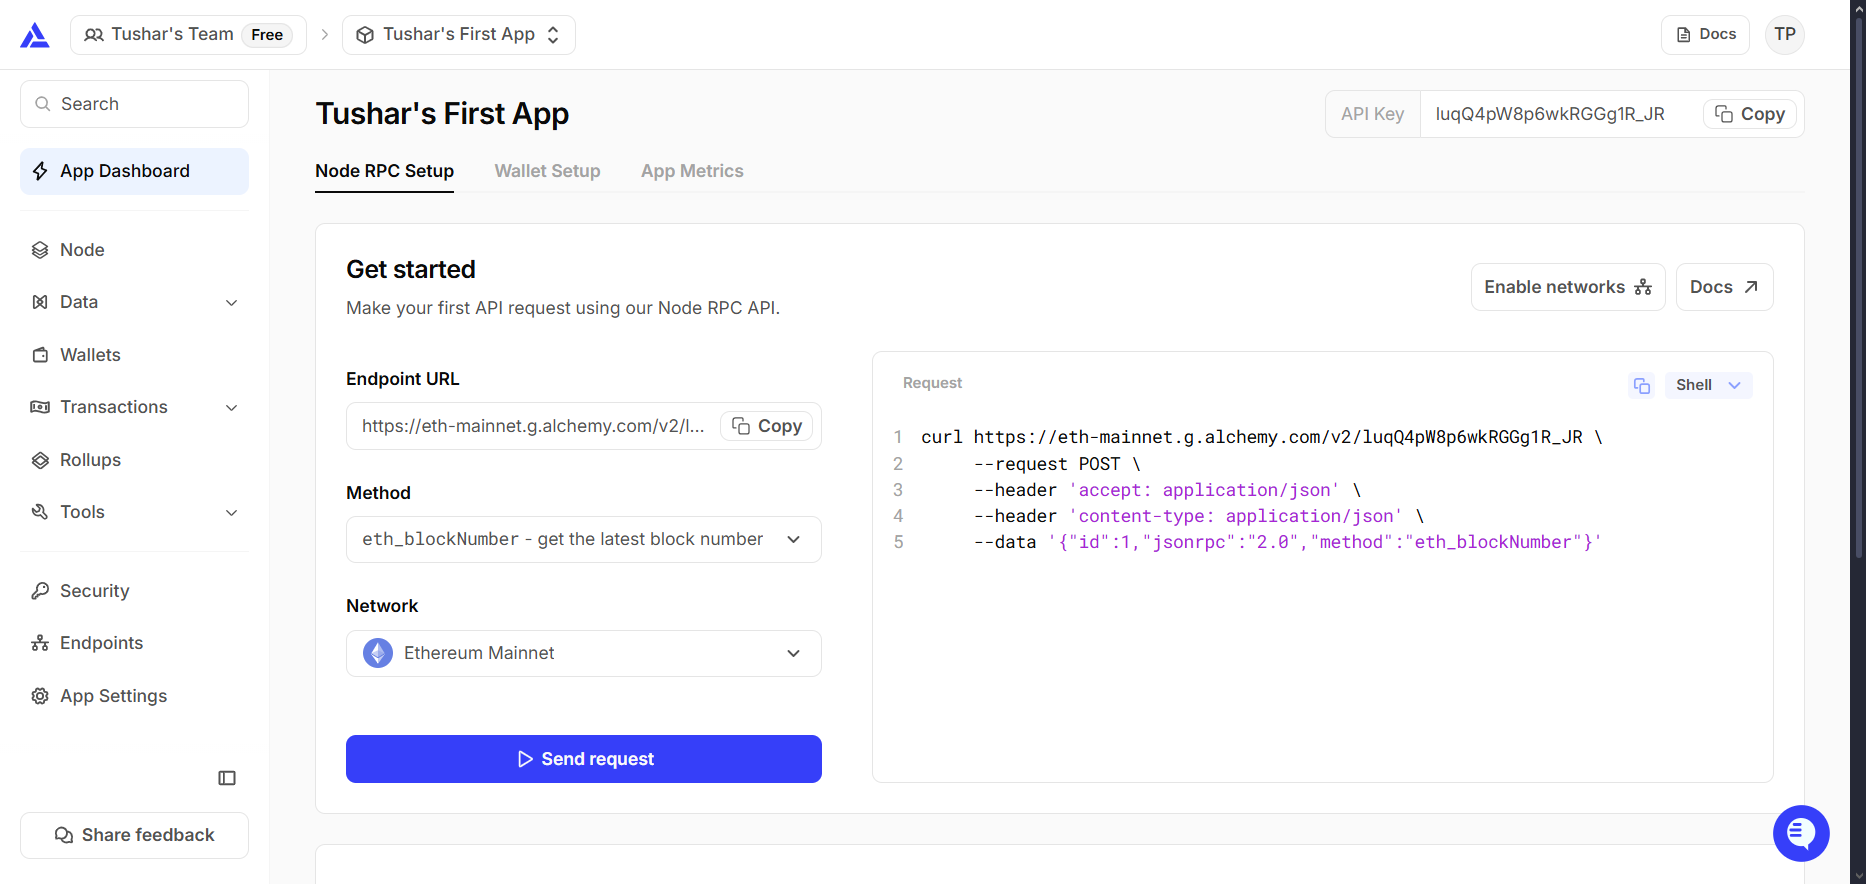 Tushar's Team Free
Tushar's First App
Docs
TP
Search
App Dashboard
Node
Data
Wallets
Transactions
Rollups
Tools
Security
Endpoints
App Settings
Share feedback
Tushar's First App
API Key luqQ4pW8p6wkRGGg1R_JR Copy
Node RPC Setup Wallet Setup App Metrics
Get started
Make your first API request using our Node RPC API.
Enable networks
Docs
Endpoint URL
https://eth-mainnet.g.alchemy.com/v2/l... Copy
Method
eth_blockNumber - get the latest block number
Network
Ethereum Mainnet
Send request
Request
Shell
1 curl https://eth-mainnet.g.alchemy.com/v2/luqQ4pW8p6wkRGGg1R_JR \
2 --request POST \
3 --header 'accept: application/json' \
4 --header 'content-type: application/json' \
5 --data '{"id":1,"jsonrpc":"2.0","method":"eth_blockNumber"}'